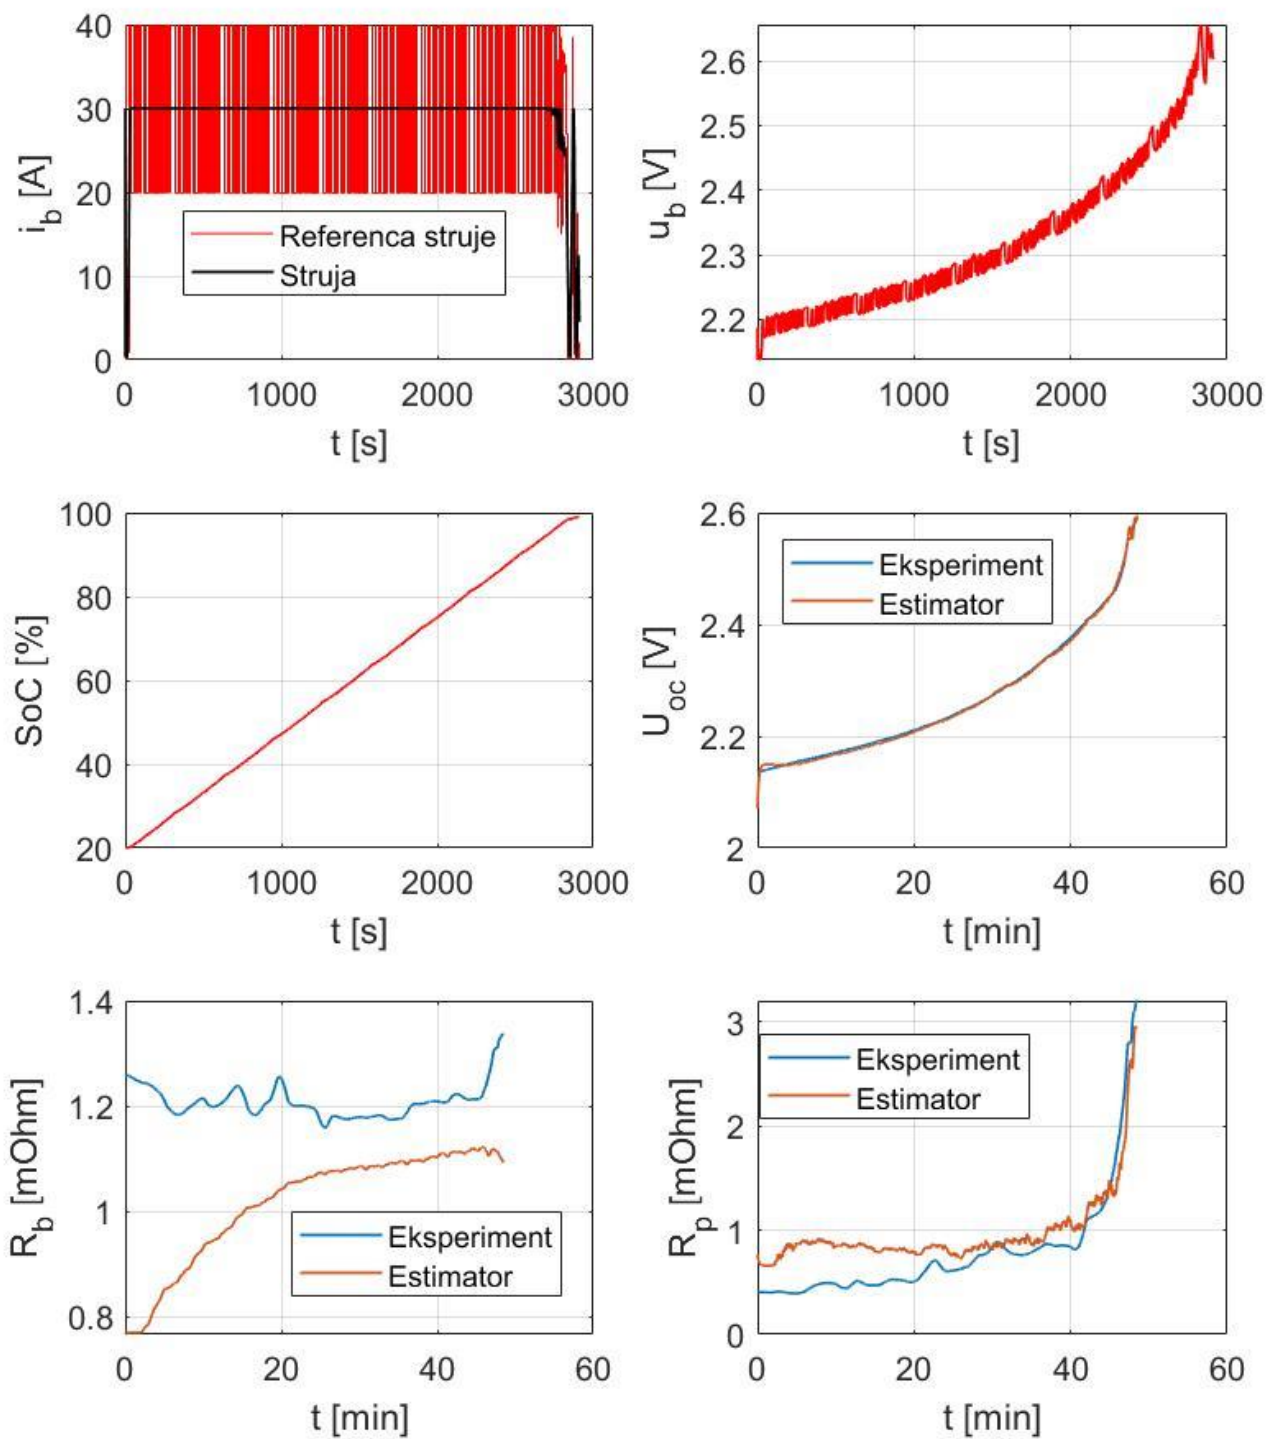 40
30
20
10
0
i_b [A]
Referenca struje
Struja
0 1000 2000 3000
t [s]
2.6
2.5
2.4
2.3
2.2
u_b [V]
0 1000 2000 3000
t [s]
100
80
60
40
20
SoC [%]
0 1000 2000 3000
t [s]
2.6
2.4
2.2
2
U_oc [V]
Eksperiment
Estimator
0 20 40 60
t [min]
1.4
1.2
1
0.8
R_b [mOhm]
Eksperiment
Estimator
0 20 40 60
t [min]
3
2
1
0
R_p [mOhm]
Eksperiment
Estimator
0 20 40 60
t [min]